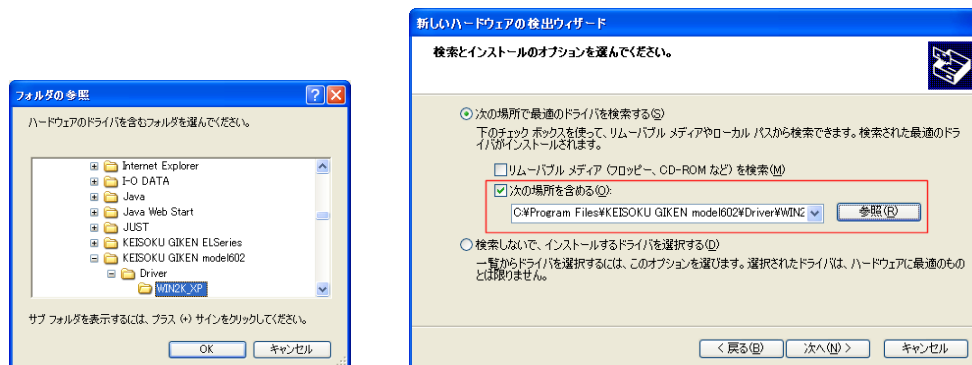 フォルダの参照
ハードウェアのドライバを含むフォルダを選んでください。
Internet Explorer
I-O DATA
Java
Java Web Start
JUST
KEISOKU GIKEN ELSeries
KEISOKU GIKEN model602
Driver
WIN2K_XP
サブ フォルダを表示するには、プラス (+) サインをクリックしてください。
OK
キャンセル
新しいハードウェアの検出ウィザード
検索とインストールのオプションを選んでください。
次の場所で最適のドライバを検索する(S)
下のチェック ボックスを使って、リムーバブル メディアやローカル パスから検索できます。検索された最適のドラ
イバがインストールされます。
リムーバブル メディア (フロッピー、CD-ROM など) を検索(M)
次の場所を含める(O):
C:¥Program Files¥KEISOKU GIKEN model602¥Driver¥WIN2
参照(R)
検索しないで、インストールするドライバを選択する(D)
一覧からドライバを選択するには、このオプションを選びます。選択されたドライバは、ハードウェアに最適のもの
とは限りません。
< 戻る(B)
次へ(N) >
キャンセル